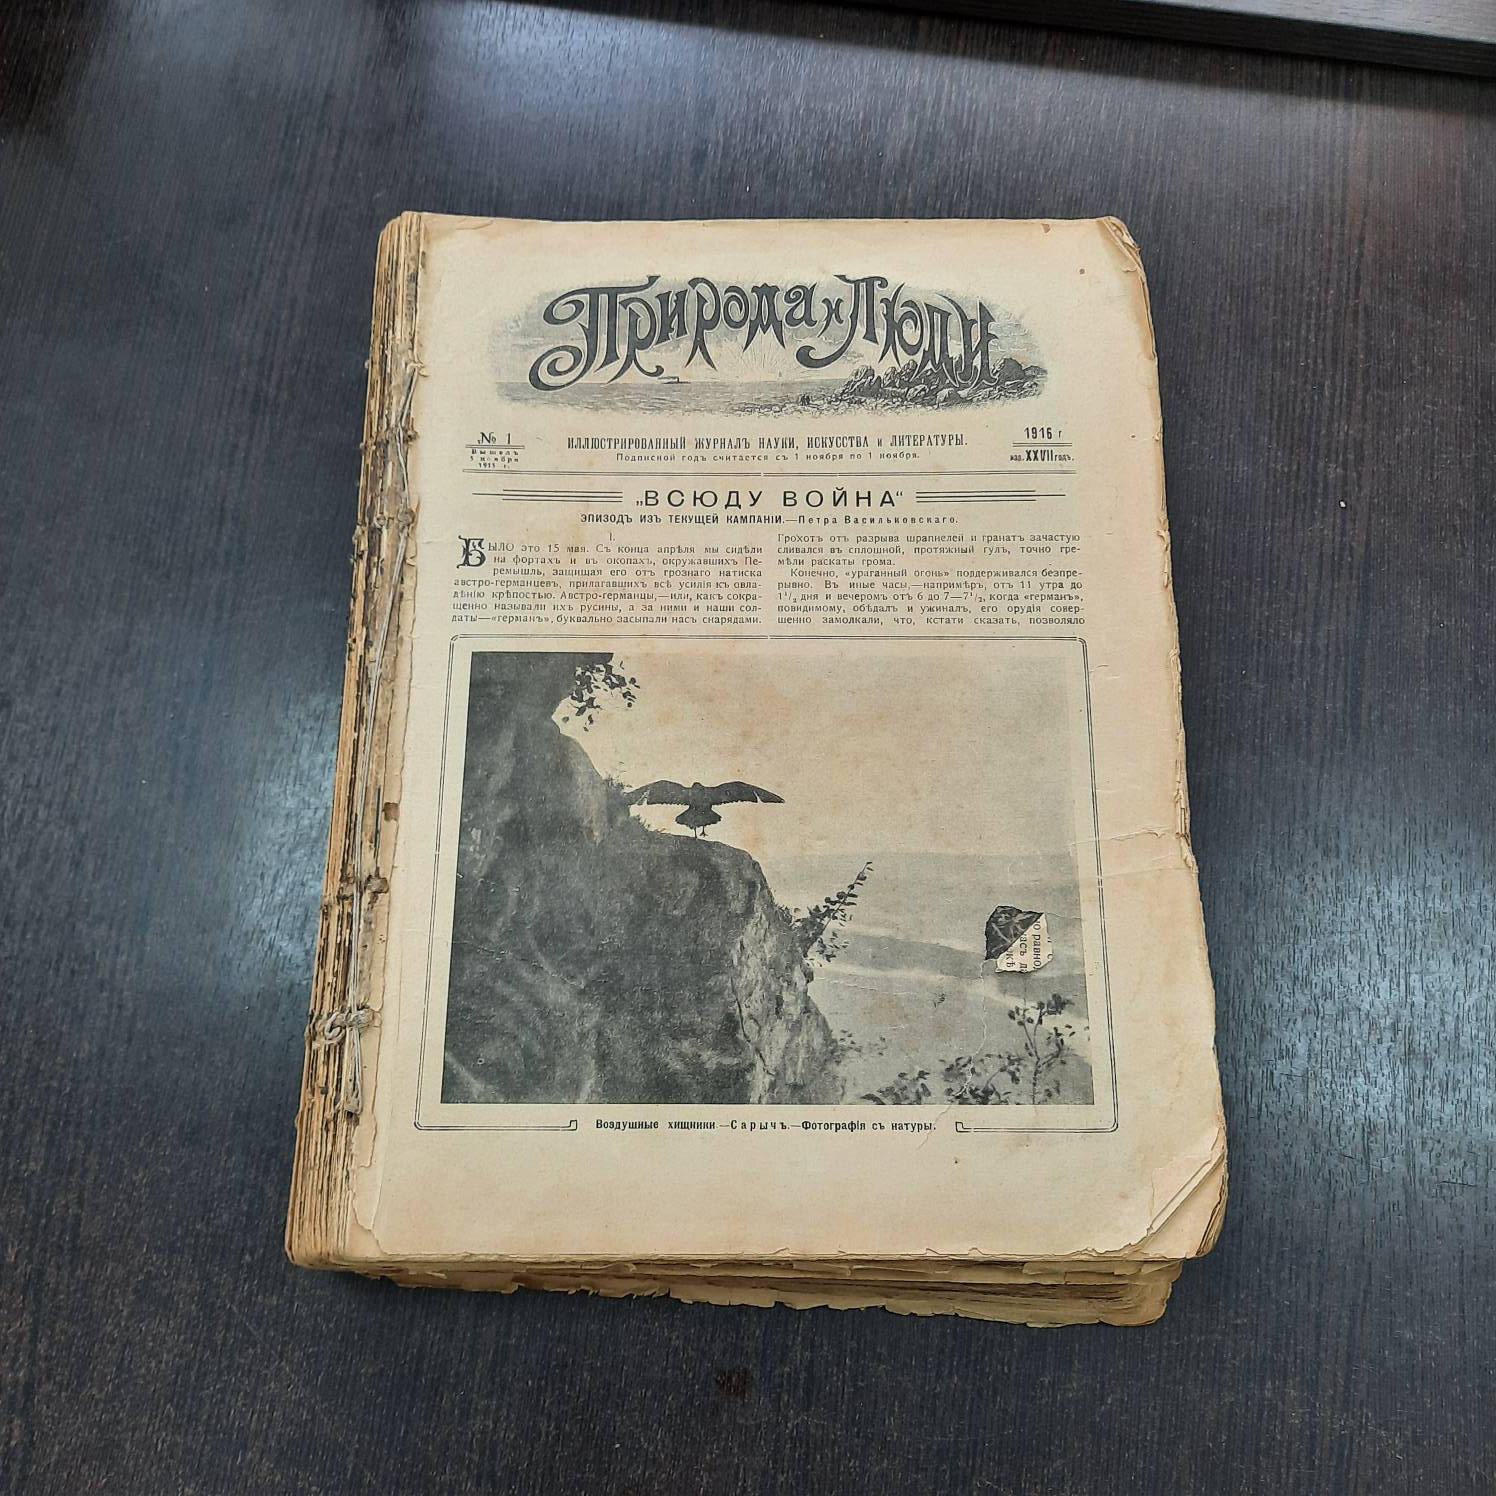 Природа и Люди
№ 1
Вышелъ
5 ноября
1915 г.
ИЛЛЮСТРИРОВАННЫЙ ЖУРНАЛЪ НАУКИ, ИСКУССТВА и ЛИТЕРАТУРЫ.
Подписной годъ считается съ 1 ноября по 1 ноября.
1916 г
изд. XXVII годъ.
„ВСЮДУ ВОЙНА“
ЭПИЗОДЪ ИЗЪ ТЕКУЩЕЙ КАМПАНІИ.—Петра Васильковскаго.
I.
БЫЛО это 15 мая. Съ конца апрѣля мы сидѣли
на фортахъ и въ окопахъ, окружавшихъ Пе-
ремышль, защищая его отъ грознаго натиска
австро-германцевъ, прилагавшихъ всѣ усилія къ овла-
дѣнію крѣпостью. Австро-германцы,—или, какъ сокра-
щенно называли ихъ русины, а за ними и наши сол-
даты—«германъ», буквально засыпали насъ снарядами.
Грохотъ отъ разрыва шрапнелей и гранатъ зачастую
сливался въ сплошной, протяжный гулъ, точно гре-
мѣли раскаты грома.
Конечно, «ураганный огонь» поддерживался безпре-
рывно. Въ иные часы,—напримѣръ, отъ 11 утра до
1¹/₂ дня и вечеромъ отъ 6 до 7—7¹/₂, когда «германъ»,
повидимому, обѣдалъ и ужиналъ, его орудія совер-
шенно замолкали, что, кстати сказать, позволяло
о равно,
асъ д
Воздушные хищники.—Сарычъ.—Фотографія съ натуры.